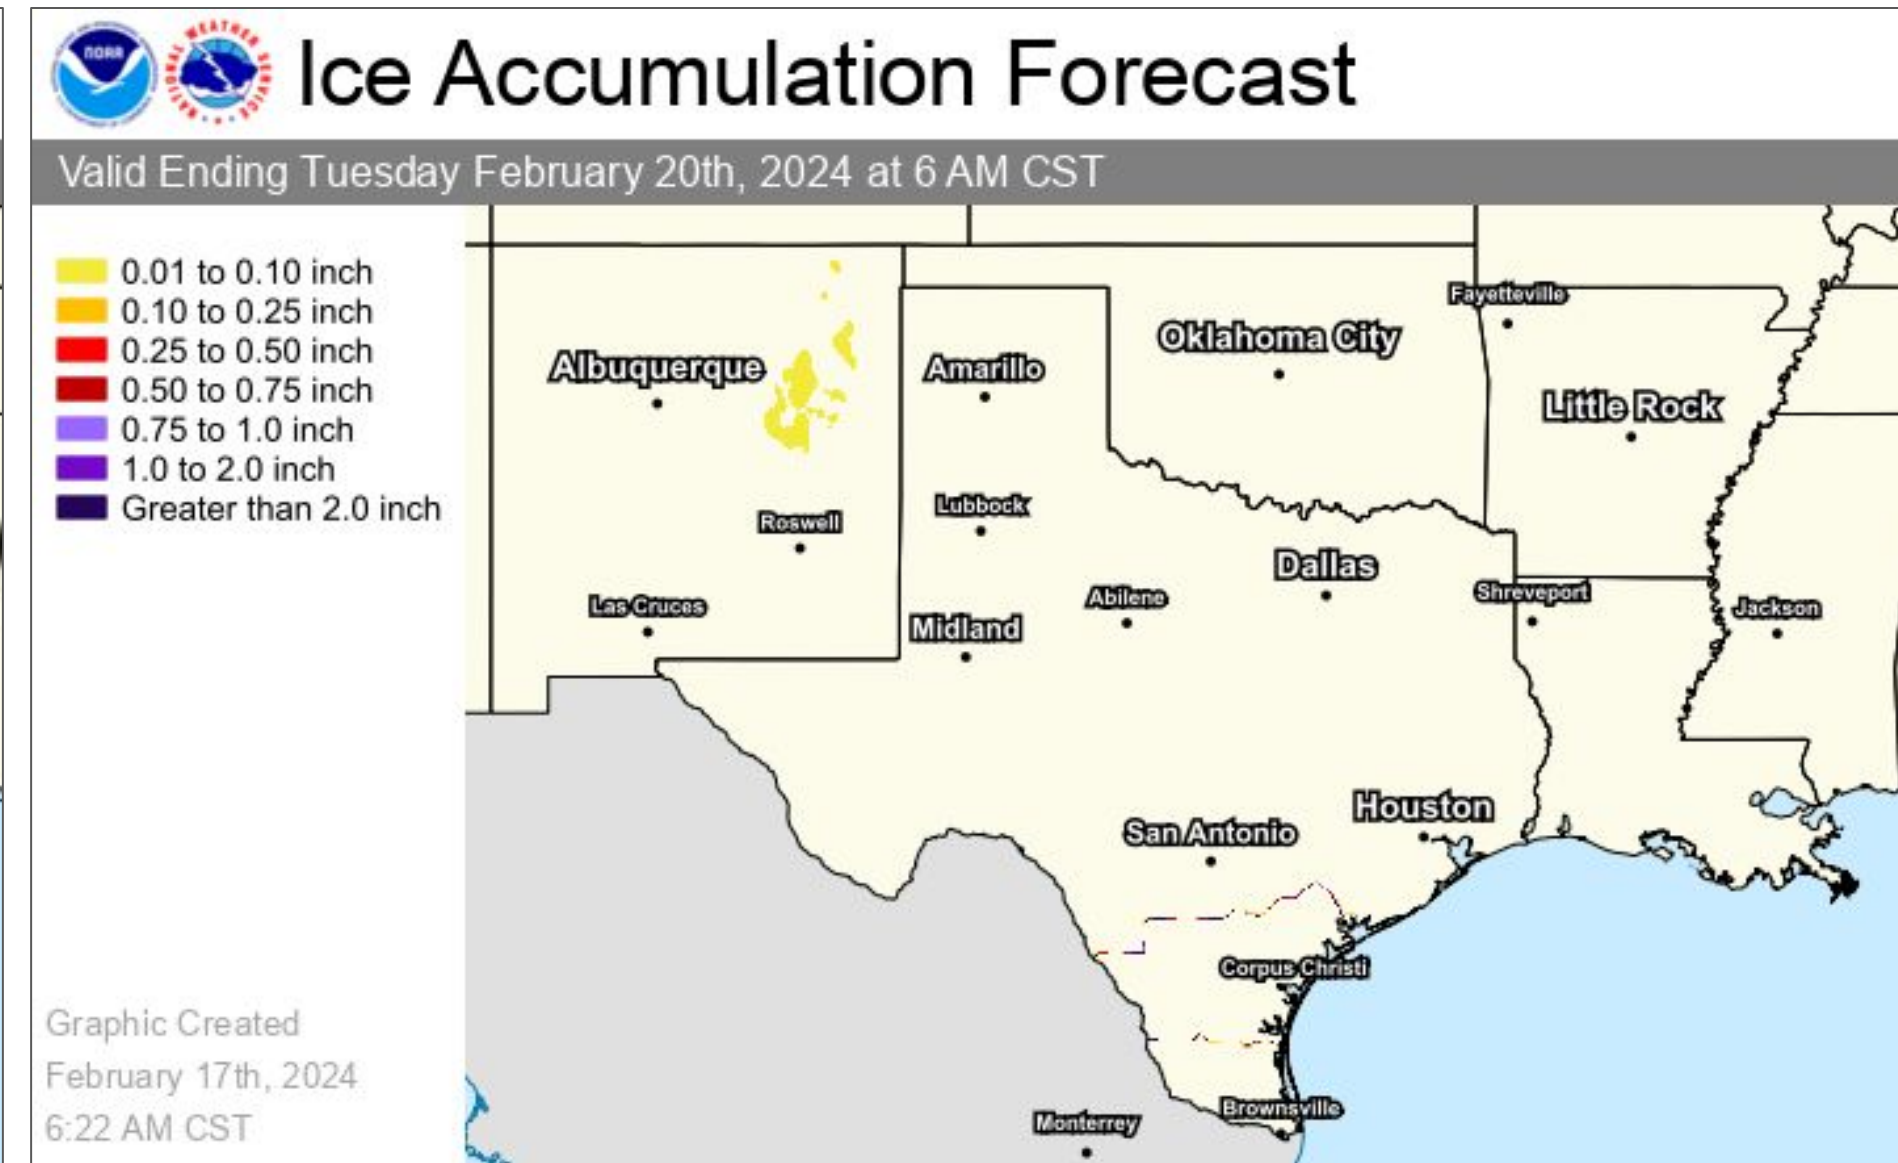 noaa
NATIONAL WEATHER SERVICE
Ice Accumulation Forecast
Valid Ending Tuesday February 20th, 2024 at 6 AM CST
0.01 to 0.10 inch
0.10 to 0.25 inch
0.25 to 0.50 inch
0.50 to 0.75 inch
0.75 to 1.0 inch
1.0 to 2.0 inch
Greater than 2.0 inch
Fayetteville
Oklahoma City
Albuquerque
Amarillo
Little Rock
Lubbock
Roswell
Dallas
Shreveport
Abilene
Las Cruces
Jackson
Midland
Houston
San Antonio
Corpus Christi
Brownsville
Monterrey
Graphic Created
February 17th, 2024
6:22 AM CST